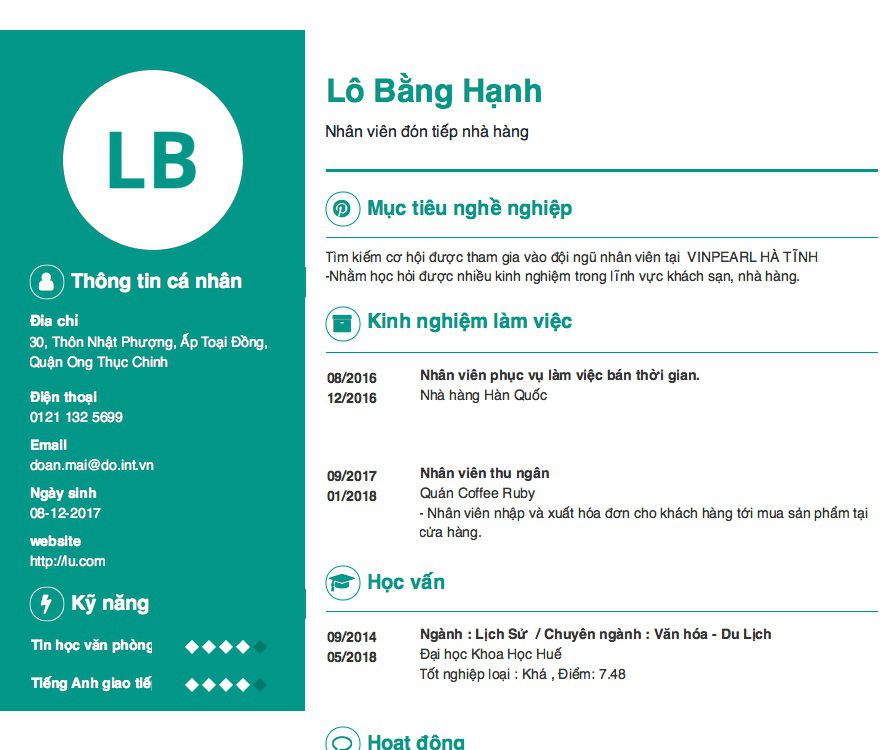 LB
Thông tin cá nhân
Địa chỉ
30, Thôn Nhật Phượng, Ấp Toại Đồng,
Quận Ong Thục Chinh
Điện thoại
0121 132 5699
Email
doan.mai@do.int.vn
Ngày sinh
08-12-2017
website
http://lu.com
Kỹ năng
Tin học văn phòng
Tiếng Anh giao tiế
Lô Bằng Hạnh
Nhân viên đón tiếp nhà hàng
Mục tiêu nghề nghiệp
Tìm kiếm cơ hội được tham gia vào đội ngũ nhân viên tại VINPEARL HÀ TĨNH
-Nhằm học hỏi được nhiều kinh nghiệm trong lĩnh vực khách sạn, nhà hàng.
Kinh nghiệm làm việc
08/2016 Nhân viên phục vụ làm việc bán thời gian.
12/2016 Nhà hàng Hàn Quốc
09/2017 Nhân viên thu ngân
01/2018 Quán Coffee Ruby
- Nhân viên nhập và xuất hóa đơn cho khách hàng tới mua sản phẩm tại
cửa hàng.
Học vấn
09/2014 Ngành : Lịch Sử / Chuyên ngành : Văn hóa - Du Lịch
05/2018 Đại học Khoa Học Huế
Tốt nghiệp loại : Khá , Điểm: 7.48
Hoạt động